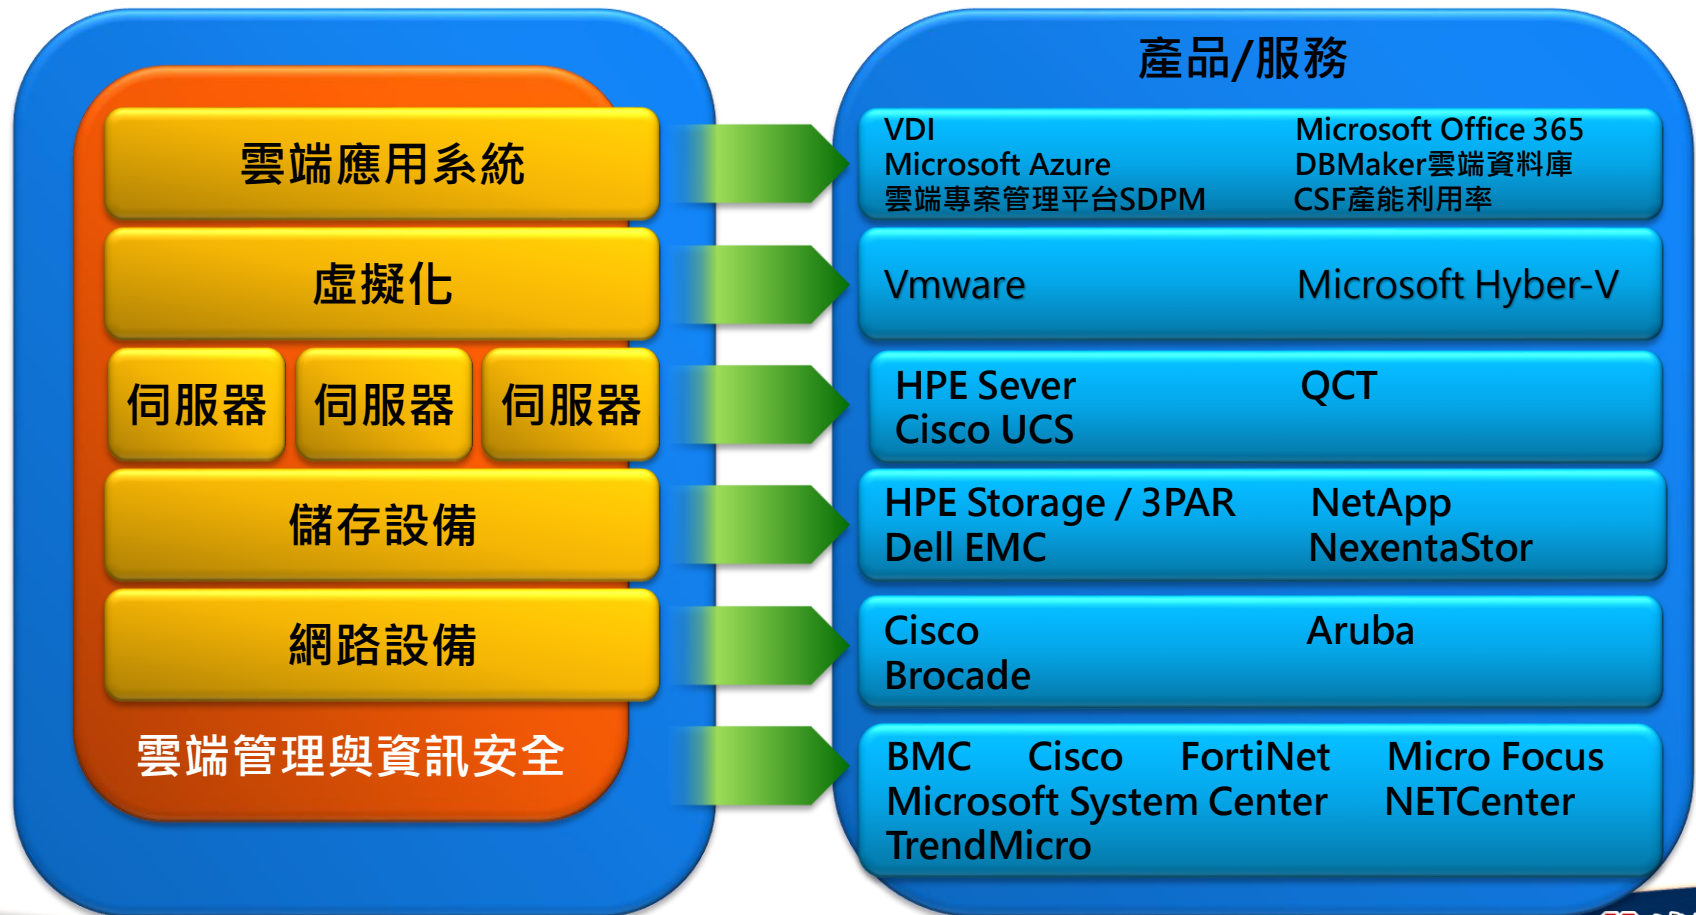 產品/服務
雲端應用系統
VDI Microsoft Office 365
Microsoft Azure DBMaker雲端資料庫
雲端專案管理平台SDPM CSF產能利用率
虛擬化
Vmware Microsoft Hyber-V
伺服器 伺服器 伺服器
HPE Sever QCT
Cisco UCS
儲存設備
HPE Storage / 3PAR NetApp
Dell EMC NexentaStor
網路設備
Cisco Aruba
Brocade
雲端管理與資訊安全
BMC Cisco FortiNet Micro Focus
Microsoft System Center NETCenter
TrendMicro